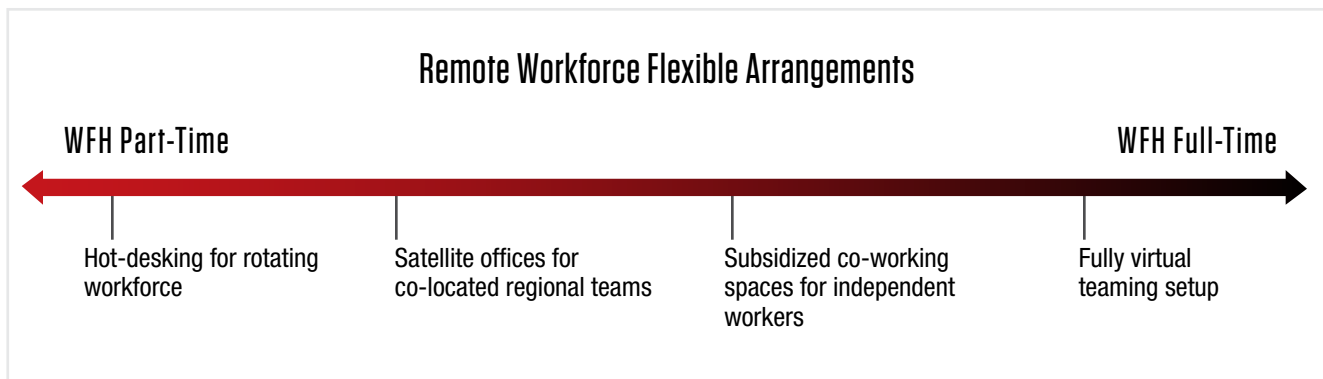 Remote Workforce Flexible Arrangements
WFH Part-Time
WFH Full-Time
Hot-desking for rotating
workforce
Satellite offices for
co-located regional teams
Subsidized co-working
spaces for independent
workers
Fully virtual
teaming setup